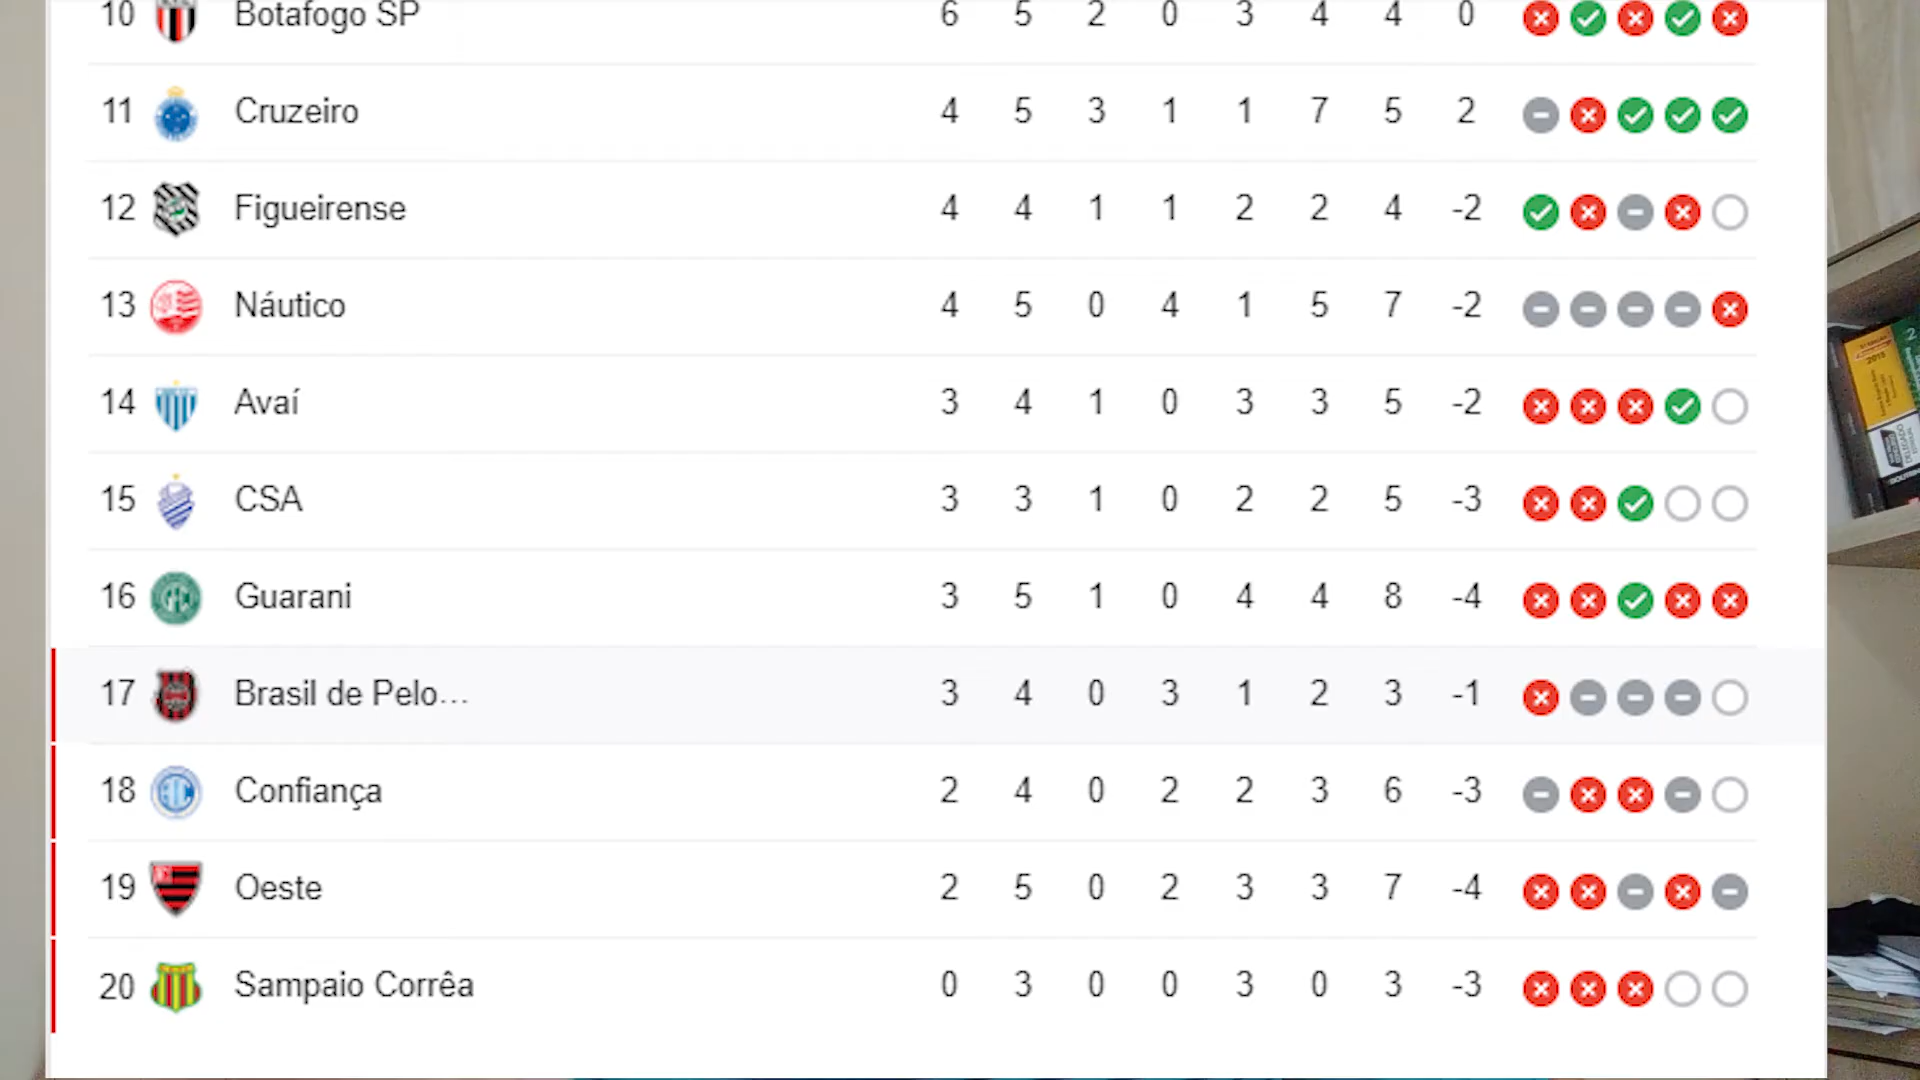 10 Botafogo SP 6 5 2 0 3 4 4 0
11 Cruzeiro 4 5 3 1 1 7 5 2
12 Figueirense 4 4 1 1 2 2 4 -2
13 Náutico 4 5 0 4 1 5 7 -2
14 Avaí 3 4 1 0 3 3 5 -2
15 CSA 3 3 1 0 2 2 5 -3
16 Guarani 3 5 1 0 4 4 8 -4
17 Brasil de Pelo... 3 4 0 3 1 2 3 -1
18 Confiança 2 4 0 2 2 3 6 -3
19 Oeste 2 5 0 2 3 3 7 -4
20 Sampaio Corrêa 0 3 0 0 3 0 3 -3
2015
DELEGADO